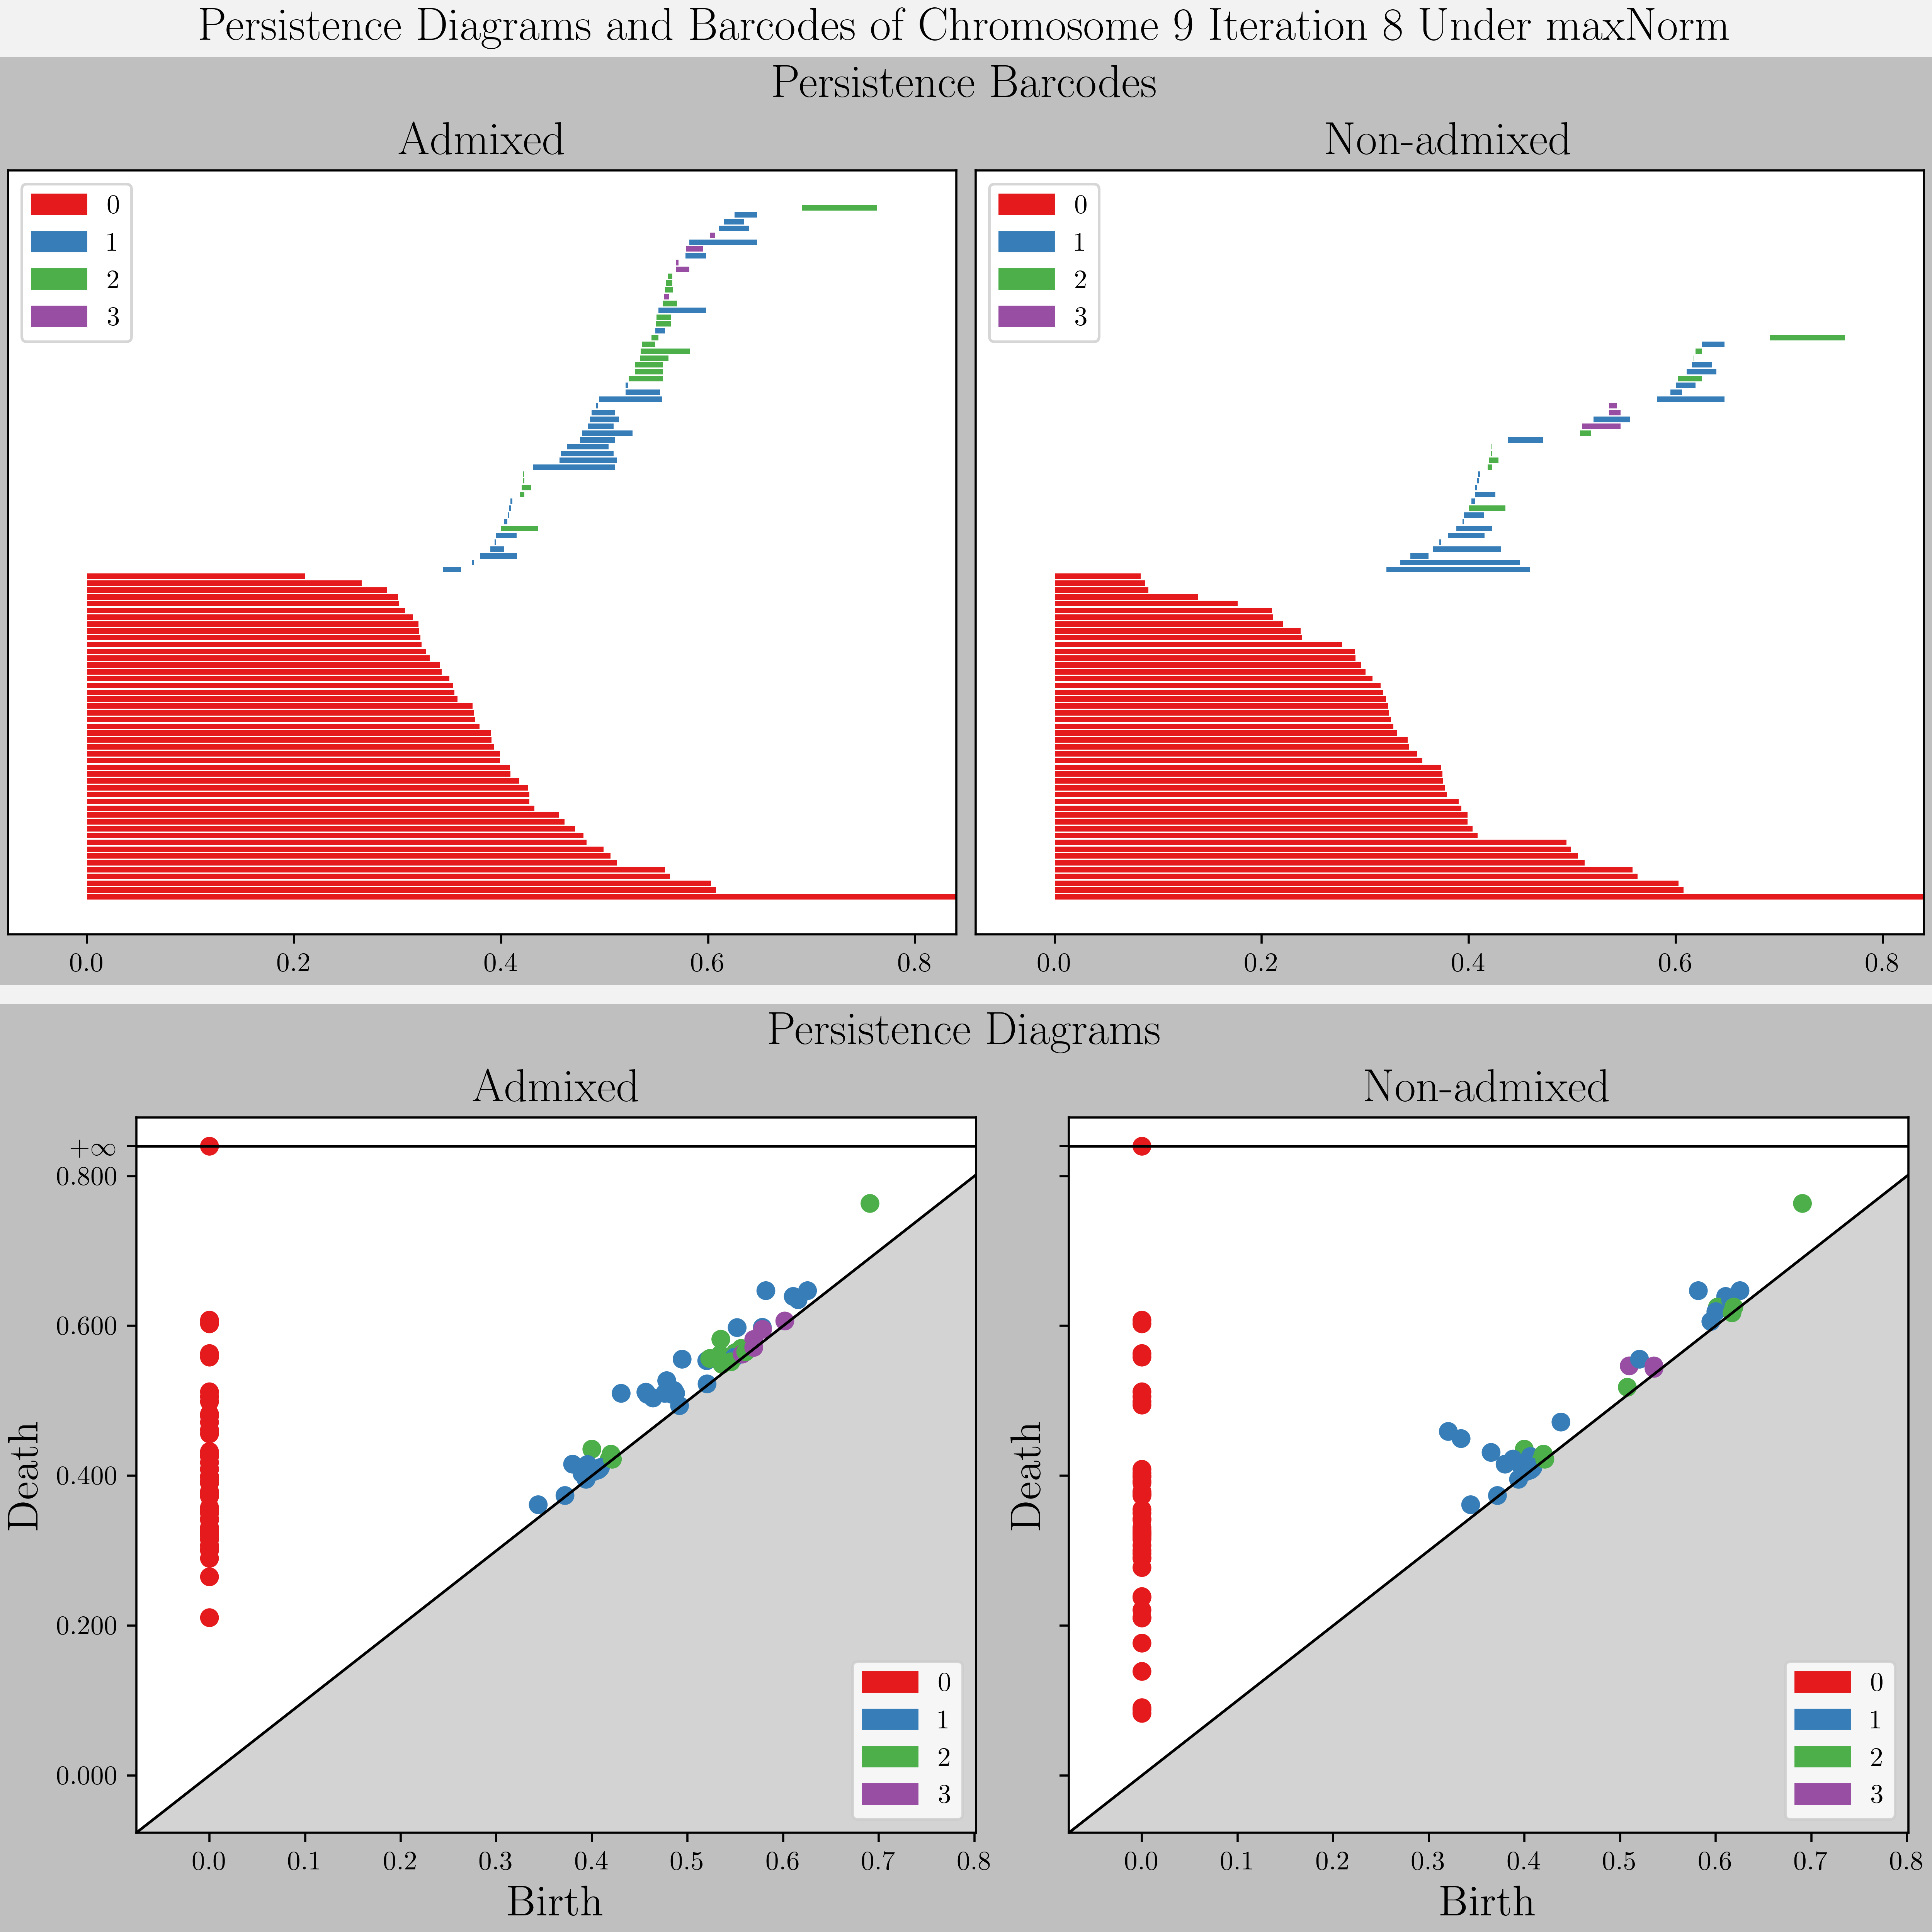 Persistence Diagrams and Barcodes of Chromosome 9 Iteration 8 Under maxNorm
Persistence Barcodes
Admixed
0
1
2
3
0.0 0.2 0.4 0.6 0.8
Non-admixed
0
1
2
3
0.0 0.2 0.4 0.6 0.8
Persistence Diagrams
Admixed
Death
+∞
0.800
0.600
0.400
0.200
0.000
0
1
2
3
0.0 0.1 0.2 0.3 0.4 0.5 0.6 0.7 0.8
Birth
Non-admixed
Death
0
1
2
3
0.0 0.1 0.2 0.3 0.4 0.5 0.6 0.7 0.8
Birth